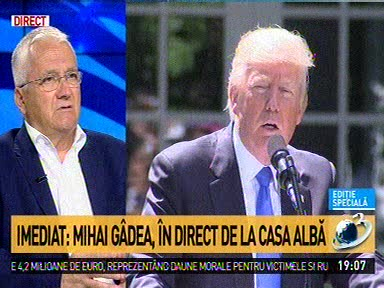 DIRECT
EDIȚIE
SPECIALĂ
IMEDIAT: MIHAI GÂDEA, ÎN DIRECT DE LA CASA ALBĂ
3
E 4,2 MILIOANE DE EURO, REPREZENTÂND DAUNE MORALE PENTRU VICTIMELE SI RU
19:07